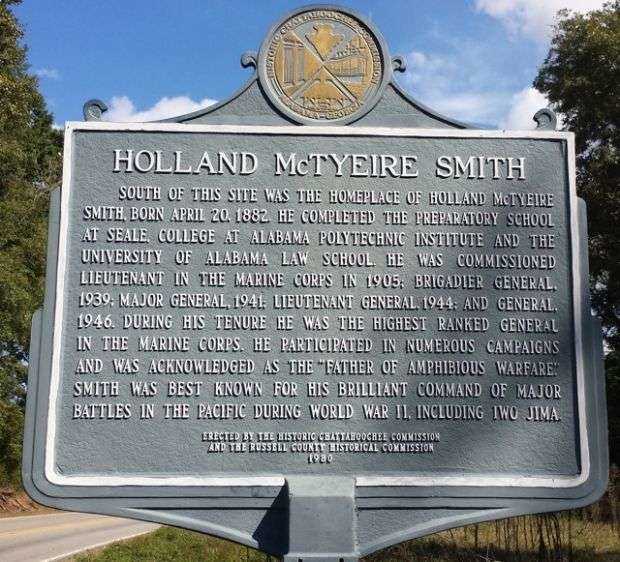 HOLLAND McTYEIRE SMITH
SOUTH OF THIS SITE WAS THE HOMEPLACE OF HOLLAND McTYEIRE
SMITH, BORN APRIL 20, 1882. HE COMPLETED THE PREPARATORY SCHOOL
AT SEALE, COLLEGE AT ALABAMA POLYTECHNIC INSTITUTE AND THE
UNIVERSITY OF ALABAMA LAW SCHOOL. HE WAS COMMISSIONED
LIEUTENANT IN THE MARINE CORPS IN 1905; BRIGADIER GENERAL,
1939; MAJOR GENERAL, 1941; LIEUTENANT GENERAL, 1944; AND GENERAL,
1946. DURING HIS TENURE HE WAS THE HIGHEST RANKED GENERAL
IN THE MARINE CORPS. HE PARTICIPATED IN NUMEROUS CAMPAIGNS
AND WAS ACKNOWLEDGED AS THE "FATHER OF AMPHIBIOUS WARFARE."
SMITH WAS BEST KNOWN FOR HIS BRILLIANT COMMAND OF MAJOR
BATTLES IN THE PACIFIC DURING WORLD WAR II, INCLUDING IWO JIMA.
ERECTED BY THE HISTORIC CHATTAHOOCHEE COMMISSION
AND THE RUSSELL COUNTY HISTORICAL COMMISSION
1980